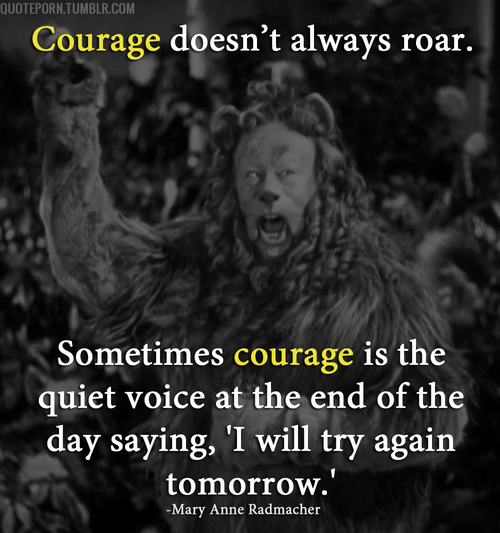 QUOTEPORN.TUMBLR.COM
Courage doesn't always roar.
Sometimes courage is the
quiet voice at the end of the
day saying, 'I will try again
tomorrow.'
-Mary Anne Radmacher